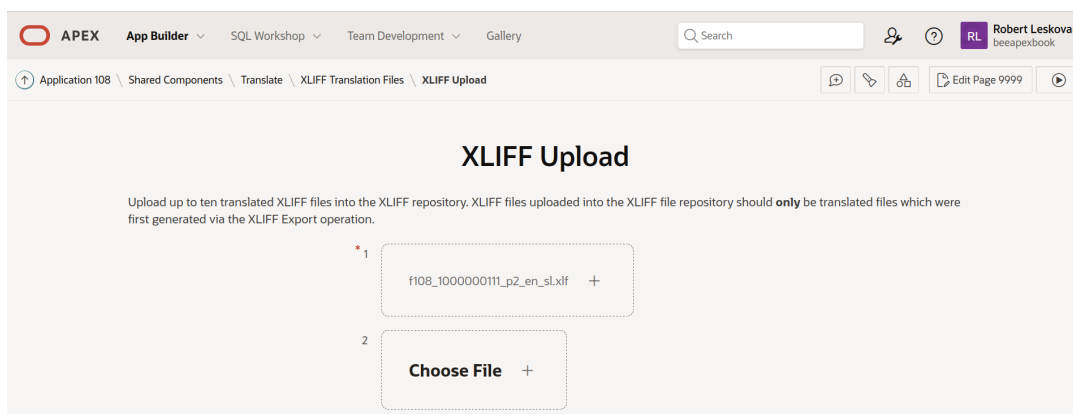 APEX App Builder SQL Workshop Team Development Gallery Search RL Robert Leskova
beeapexbook
Application 108 \ Shared Components \ Translate \ XLIFF Translation Files \ XLIFF Upload Edit Page 9999
XLIFF Upload
Upload up to ten translated XLIFF files into the XLIFF repository. XLIFF files uploaded into the XLIFF file repository should only be translated files which were
first generated via the XLIFF Export operation.
* 1
f108_1000000111_p2_en_sl.xlf +
2
Choose File +